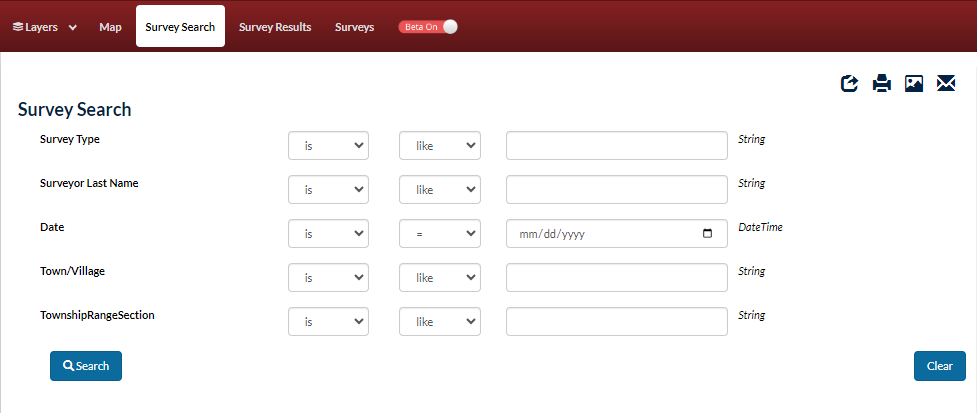 Layers Map Survey Search Survey Results Surveys Beta On
Survey Search
Survey Type is like String
Surveyor Last Name is like String
Date is = mm/dd/yyyy DateTime
Town/Village is like String
TownshipRangeSection is like String
Search Clear